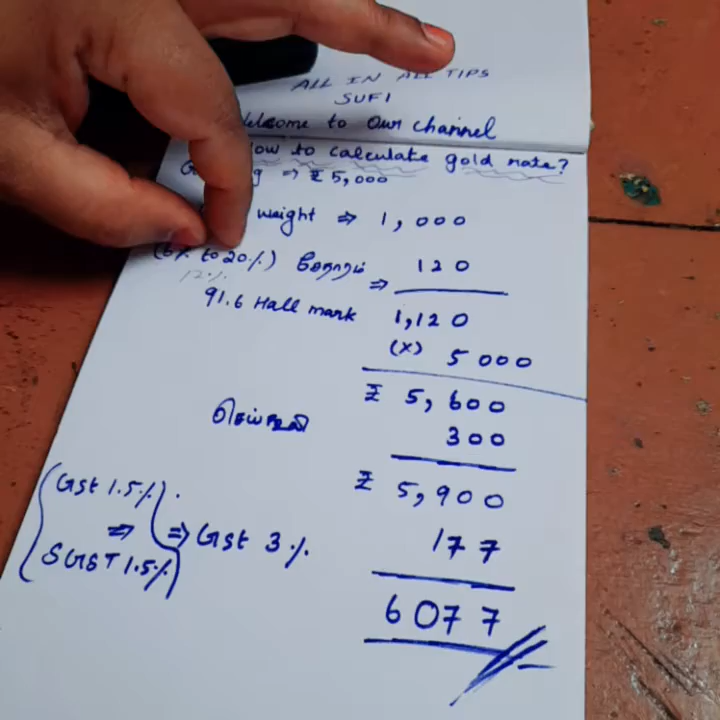 ALL IN ALL TIPS
SUFI
Welcome to Our channel
How to calculate gold rate?
g ⇒ ₹ 5,000
weight ⇒ 1,000
(6% to 20%) சேதாரம் ⇒ 120
12%
91.6 Hall mark 1,120
(X) 5000
₹ 5,600
செய்கூலி 300
₹ 5,900
Gst 1.5%
⇒ ⇒ Gst 3% 177
SGST 1.5%
6077